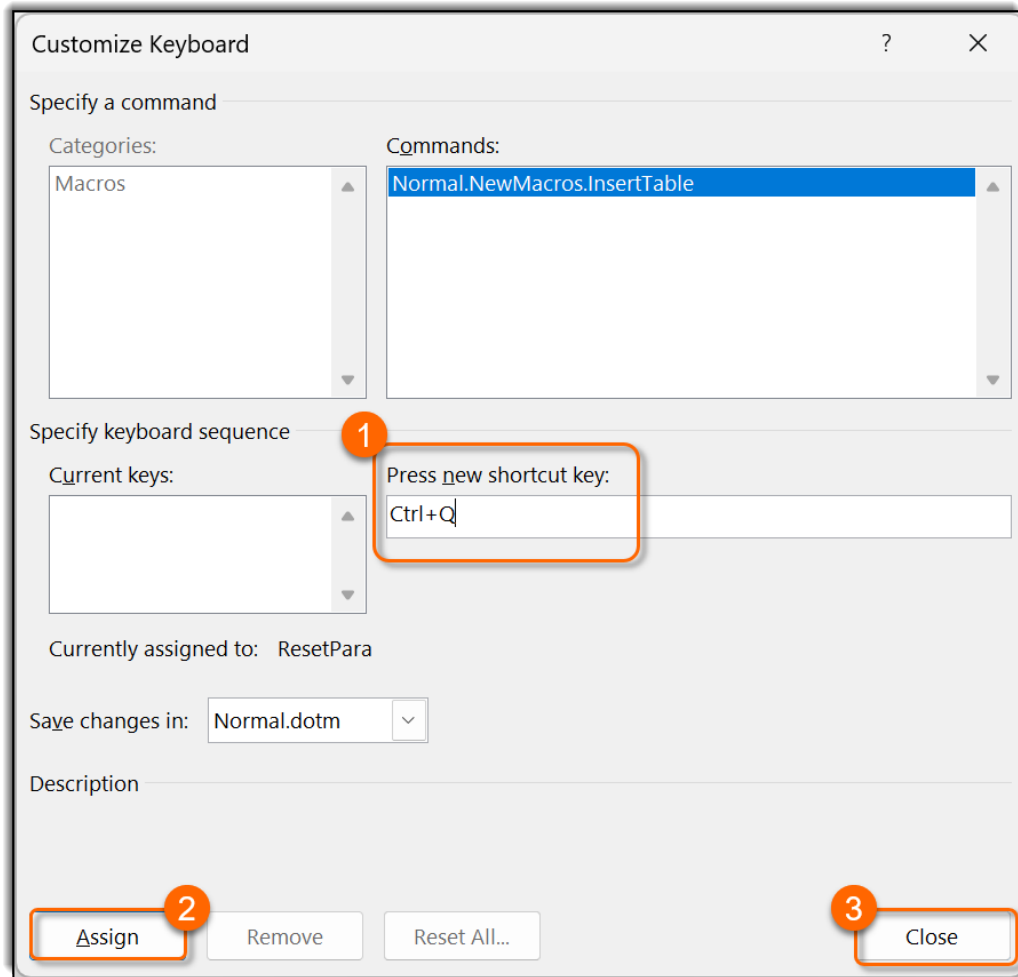 Customize Keyboard ?
Specify a command
Categories: Commands:
Macros Normal.NewMacros.InsertTable
Specify keyboard sequence 1
Current keys: Press new shortcut key:
Ctrl+Q
Currently assigned to: ResetPara
Save changes in: Normal.dotm
Description
2 3
Assign Remove Reset All... Close